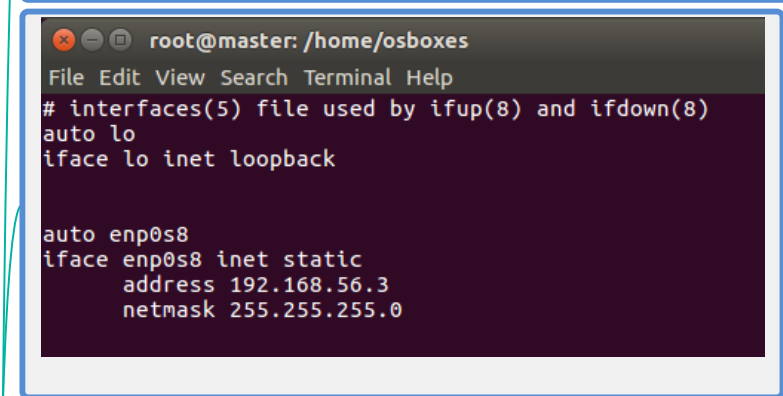 root@master: /home/osboxes
File Edit View Search Terminal Help
# interfaces(5) file used by ifup(8) and ifdown(8)
auto lo
iface lo inet loopback
auto enp0s8
iface enp0s8 inet static
address 192.168.56.3
netmask 255.255.255.0